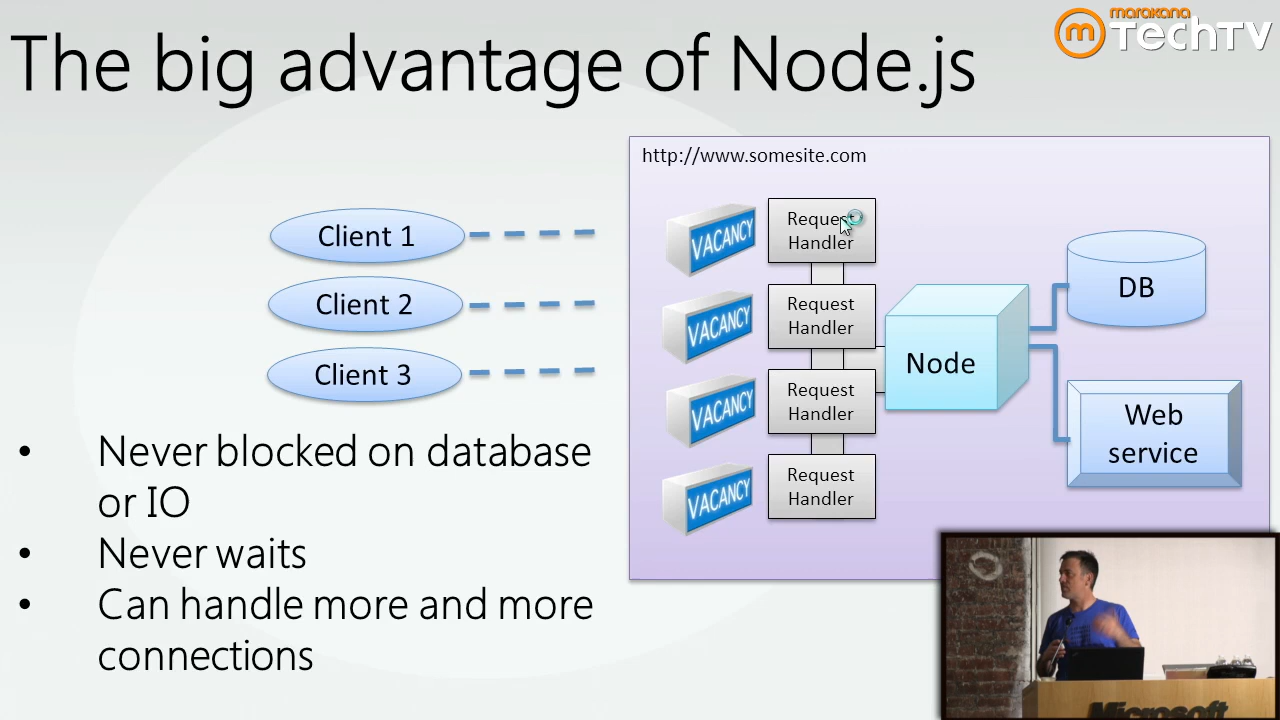 The big advantage of Node.js
marakana
m TechTV
http://www.somesite.com
Client 1
Client 2
Client 3
VACANCY
Request
Handler
VACANCY
Request
Handler
VACANCY
Request
Handler
VACANCY
Request
Handler
Node
DB
Web
service
• Never blocked on database
or IO
• Never waits
• Can handle more and more
connections
Microsoft